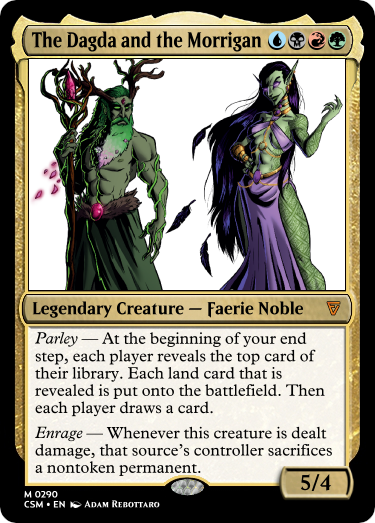 The Dagda and the Morrigan
Legendary Creature — Faerie Noble
Parley — At the beginning of your end
step, each player reveals the top card of
their library. Each land card that is
revealed is put onto the battlefield. Then
each player draws a card.
Enrage — Whenever this creature is dealt
damage, that source's controller sacrifices
a nontoken permanent.
5/4
M 0290
CSM • EN Adam Rebottaro